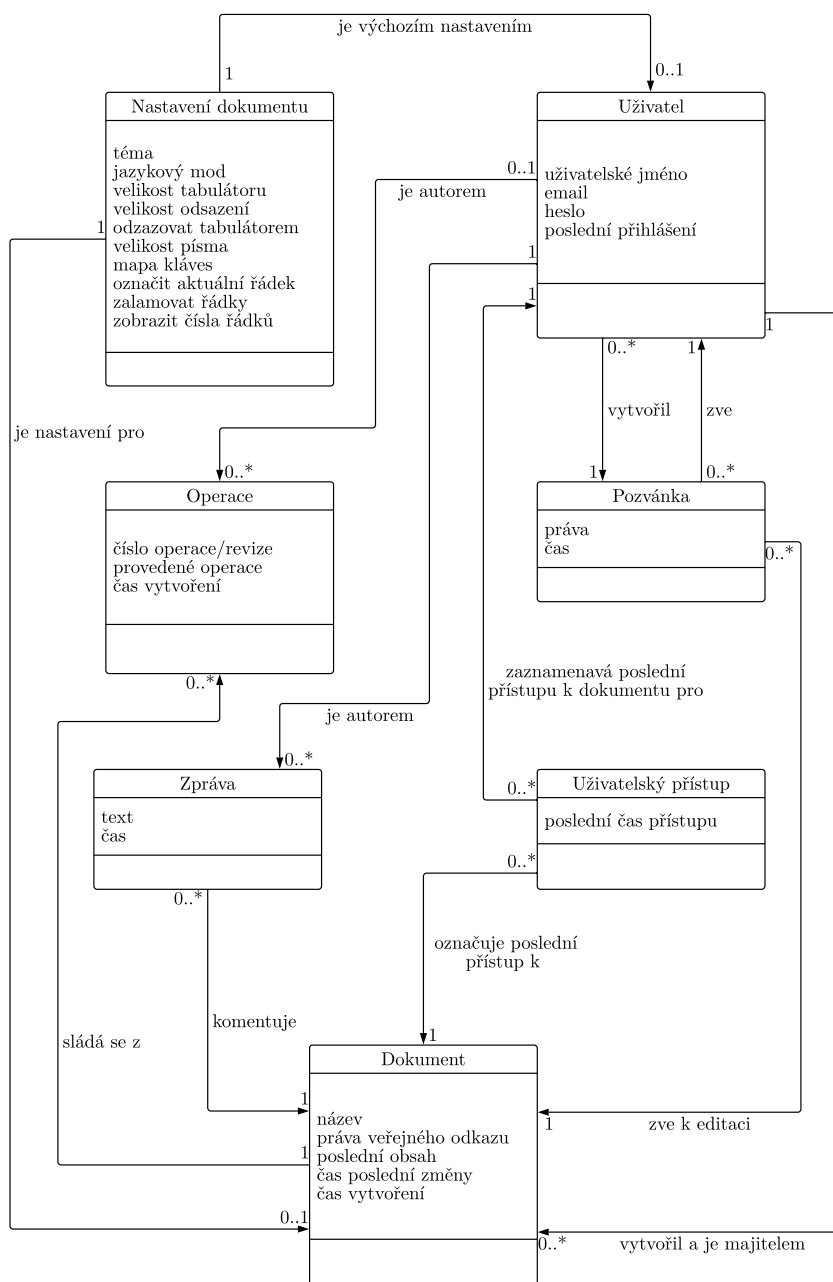 je výchozím nastavením
1
0..1
Nastavení dokumentu
téma
jazykový mod
velikost tabulátoru
velikost odsazení
odzazovat tabulátorem
velikost písma
mapa kláves
označit aktuální řádek
zalamovat řádky
zobrazit čísla řádků
1
Uživatel
uživatelské jméno
email
heslo
poslední přihlášení
0..1
je autorem
1
1
1
0..*
1
vytvořil
zve
je nastavení pro
0..*
1
0..*
Operace
číslo operace/revize
provedené operace
čas vytvoření
Pozvánka
práva
čas
0..*
0..*
zaznamenavá poslední
přístupu k dokumentu pro
je autorem
0..*
Zpráva
text
čas
0..*
Uživatelský přístup
poslední čas přístupu
0..*
0..*
označuje poslední
přístup k
komentuje
sládá se z
1
Dokument
název
práva veřejného odkazu
poslední obsah
čas poslední změny
čas vytvoření
1
1
0..1
1
zve k editaci
0..*
vytvořil a je majitelem